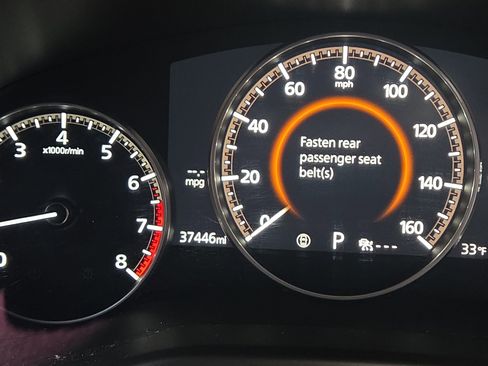 3
4
5
6
7
8
0
x1000r/min
--.-
mpg
37446mi
0
20
40
60
80
mph
100
120
140
160
Fasten rear
passenger seat
belt(s)
P
---
33°F